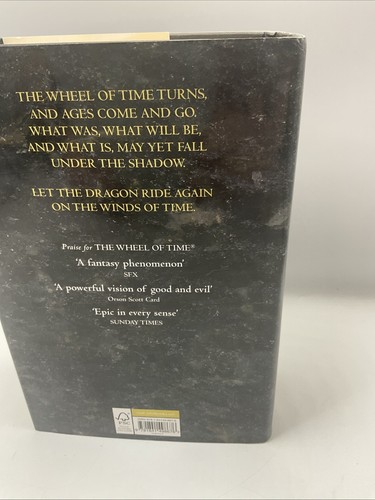 THE WHEEL OF TIME TURNS,
AND AGES COME AND GO.
WHAT WAS, WHAT WILL BE,
AND WHAT IS, MAY YET FALL
UNDER THE SHADOW.
LET THE DRAGON RIDE AGAIN
ON THE WINDS OF TIME.
Praise for THE WHEEL OF TIME®
'A fantasy phenomenon'
SFX
'A powerful vision of good and evil'
Orson Scott Card
'Epic in every sense'
SUNDAY TIMES
FSC